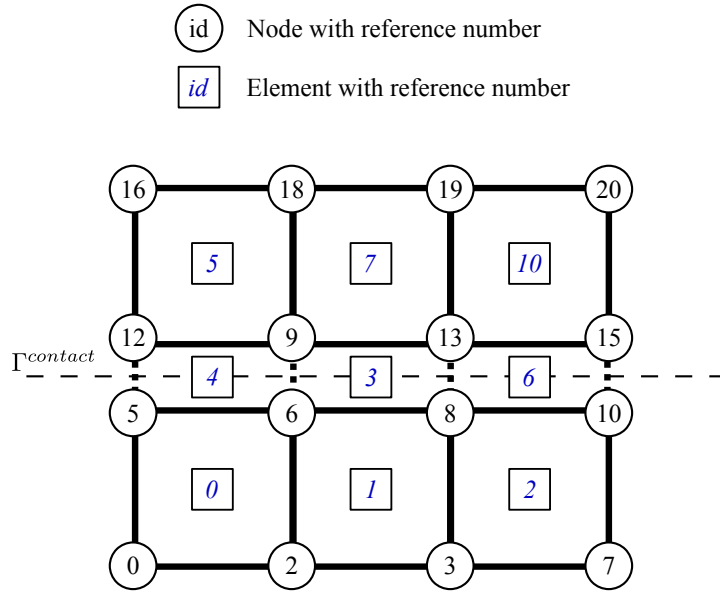 id Node with reference number
id Element with reference number
16 18 19 20
5 7 10
12 9 13 15
Γ^contact
4 3 6
5 6 8 10
0 1 2
0 2 3 7